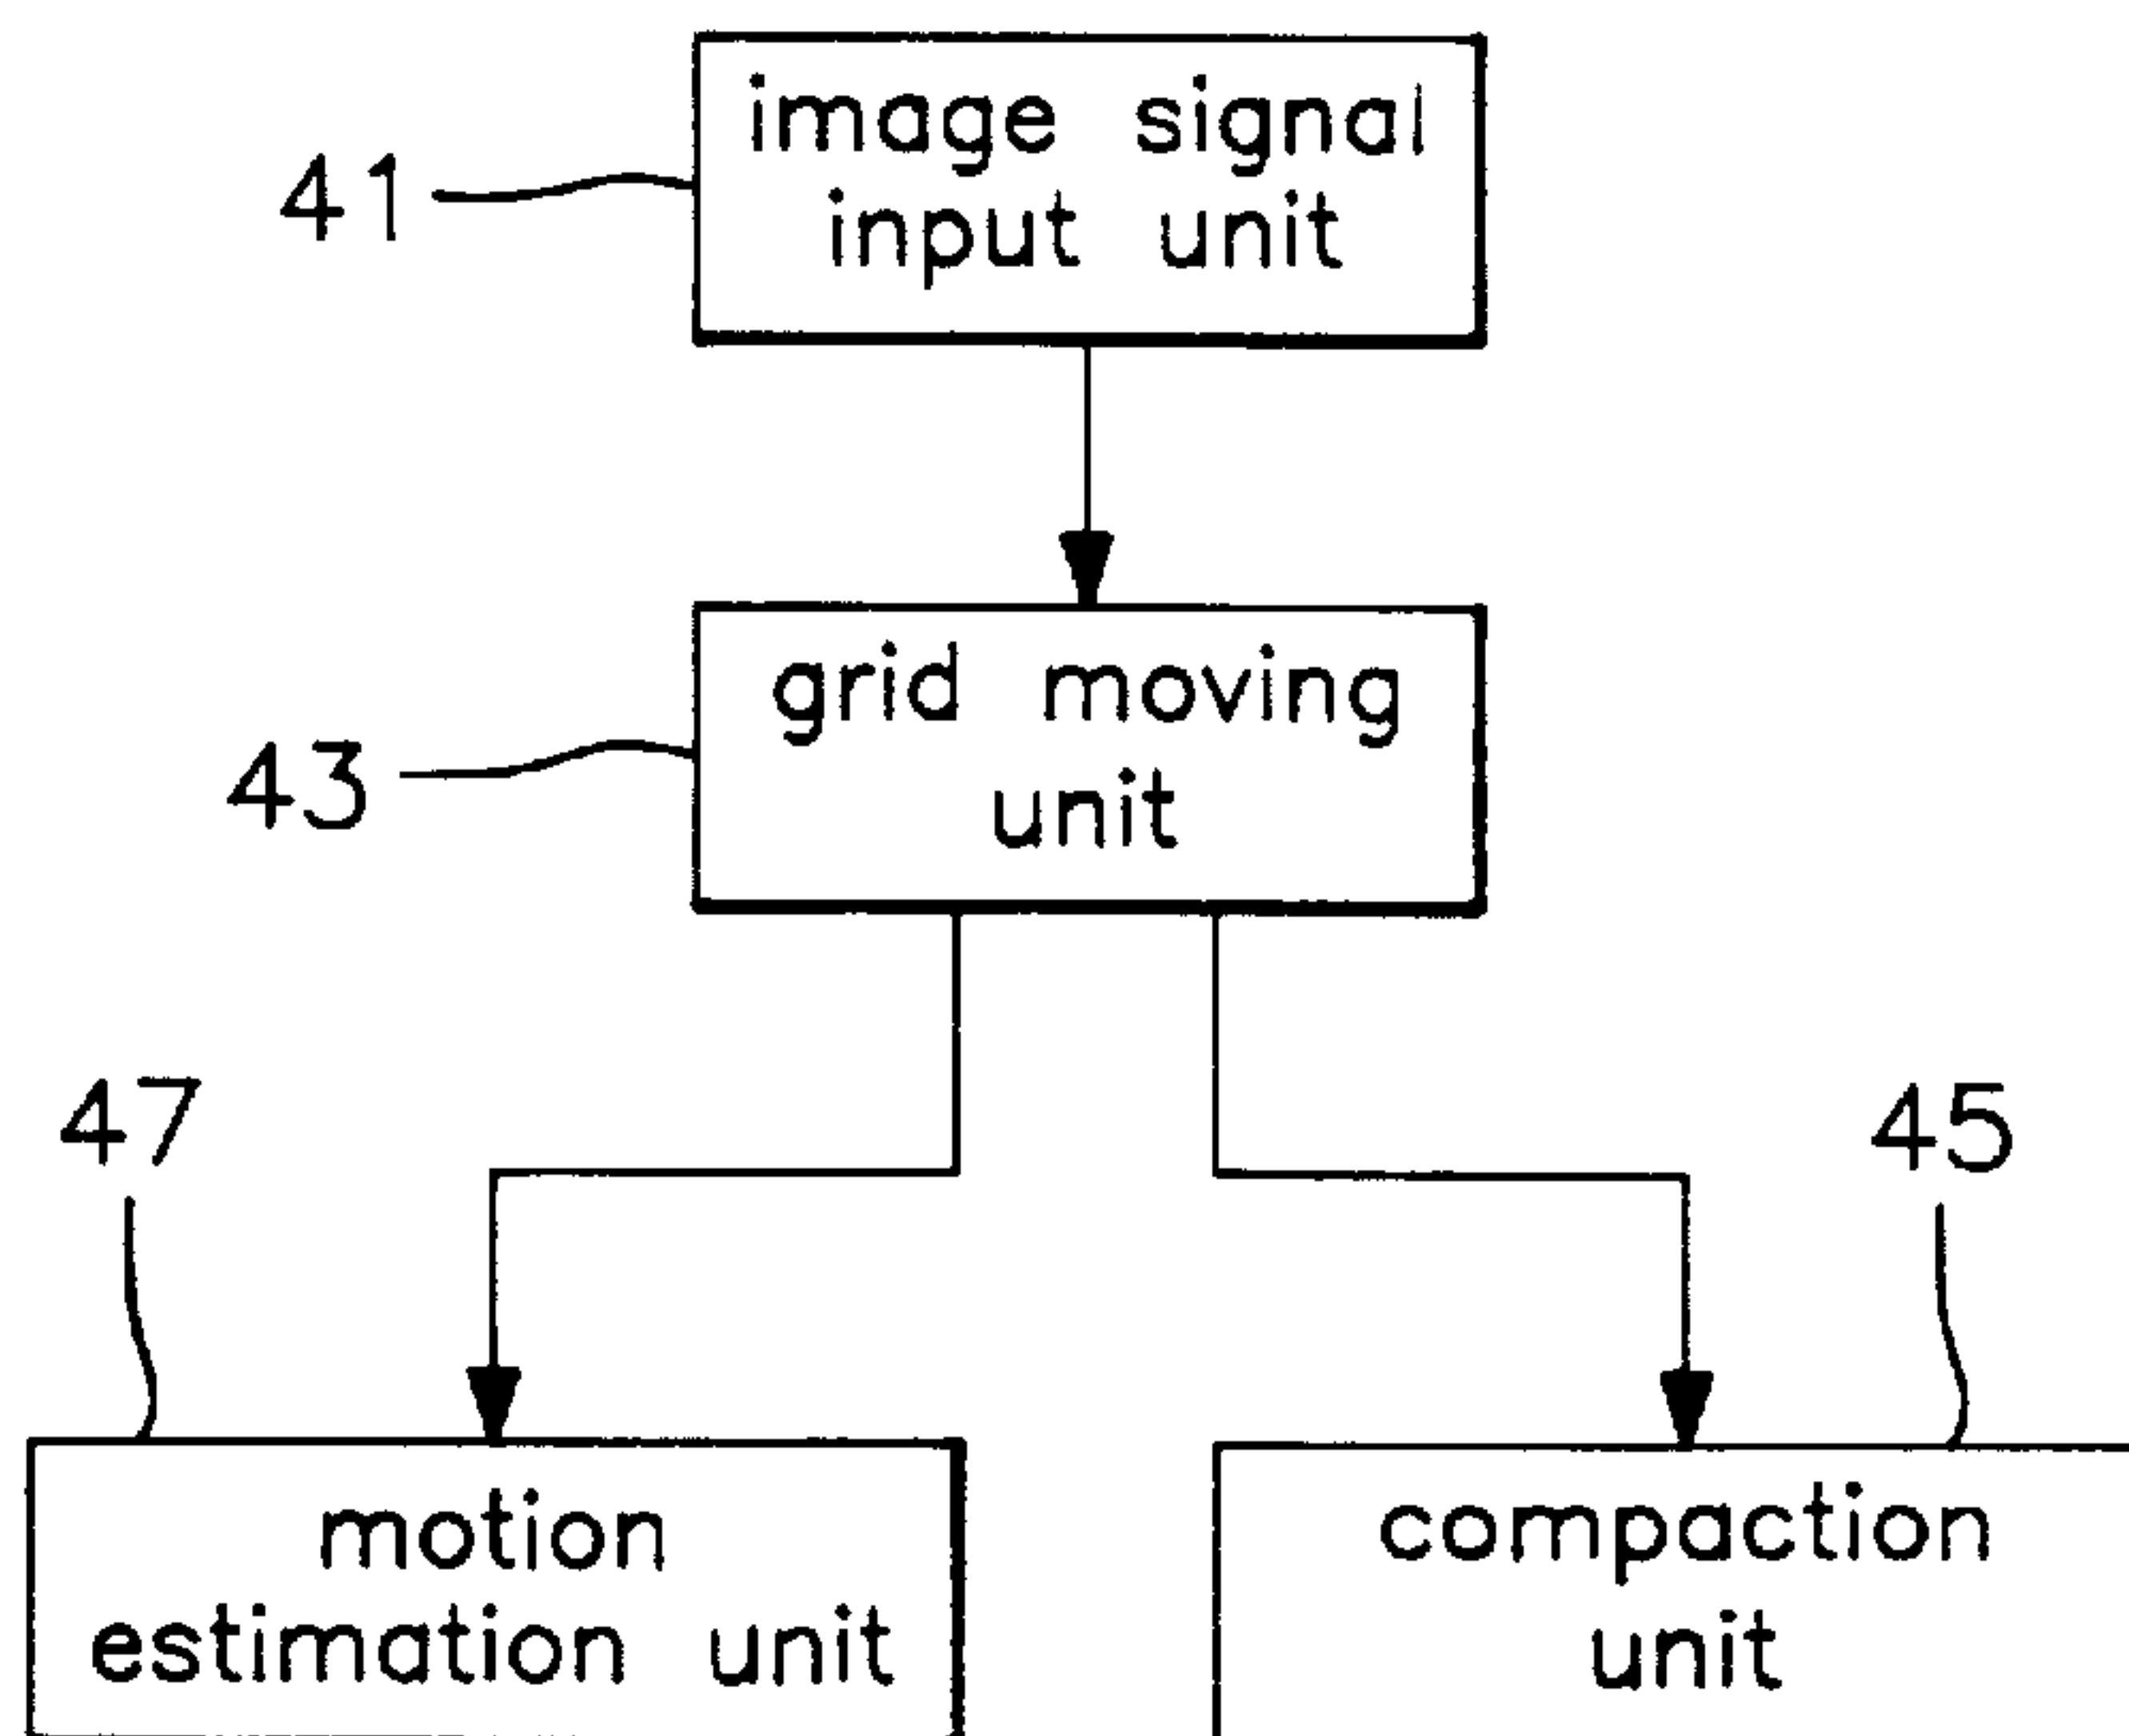 image signal
input unit
41
grid moving
unit
43
47
45
motion
estimation unit
compaction
unit